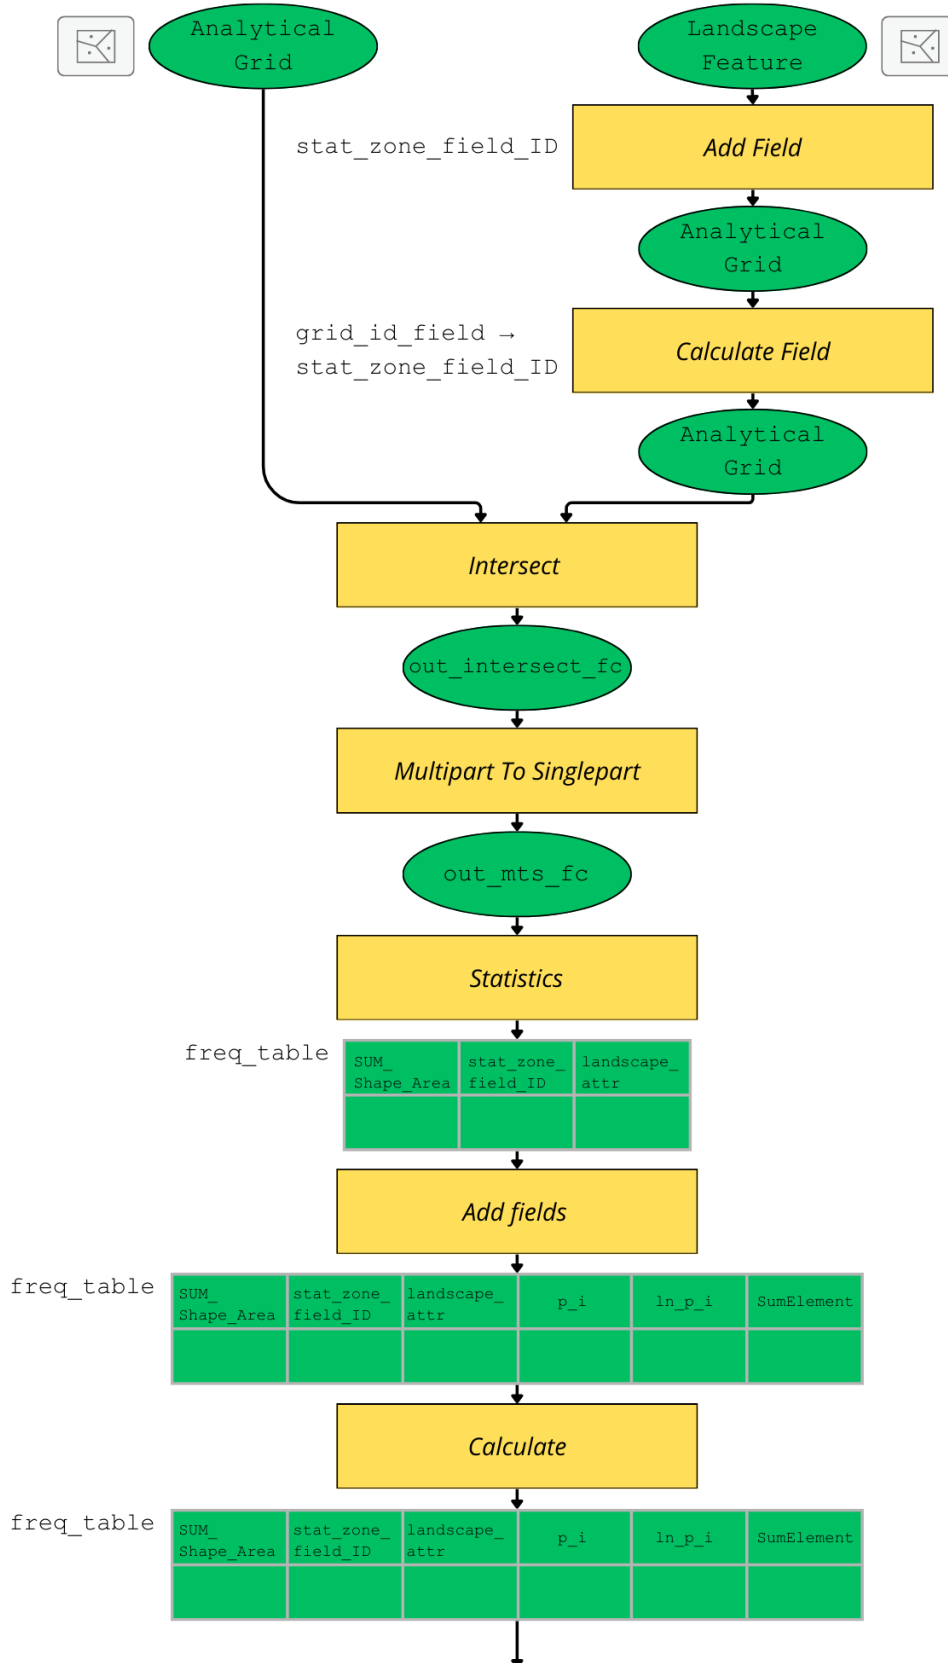 Analytical
Grid
Landscape
Feature
stat_zone_field_ID
Add Field
Analytical
Grid
grid_id_field →
stat_zone_field_ID
Calculate Field
Analytical
Grid
Intersect
out_intersect_fc
Multipart To Singlepart
out_mts_fc
Statistics
freq_table
SUM_
Shape_Area
stat_zone_
field_ID
landscape_
attr
Add fields
freq_table
SUM_
Shape_Area
stat_zone_
field_ID
landscape_
attr
p_i
ln_p_i
SumElement
Calculate
freq_table
SUM_
Shape_Area
stat_zone_
field_ID
landscape_
attr
p_i
ln_p_i
SumElement